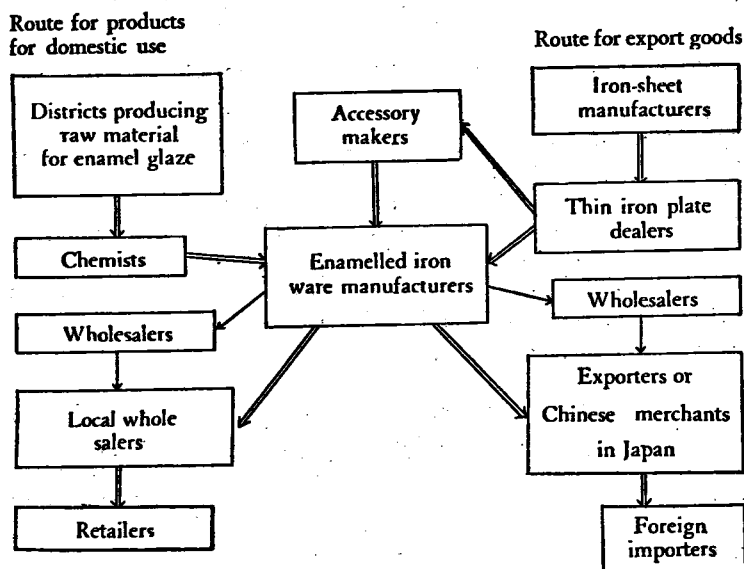 Route for products
for domestic use
Route for export goods
Districts producing
raw material
for enamel glaze
Accessory
makers
Iron-sheet
manufacturers
Thin iron plate
dealers
Chemists
Enamelled iron
ware manufacturers
Wholesalers
Wholesalers
Local whole
salers
Exporters or
Chinese merchants
in Japan
Retailers
Foreign
importers